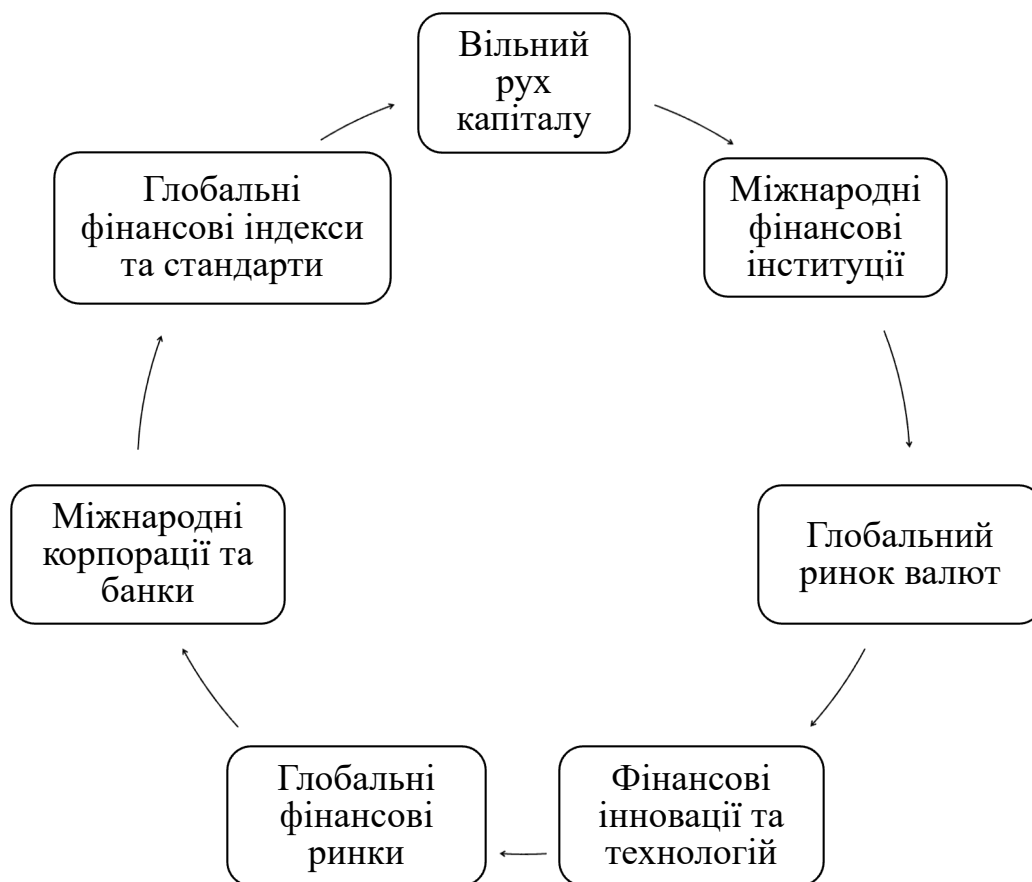 Вільний
рух
капіталу
Міжнародні
фінансові
інституції
Глобальний
ринок валют
Фінансові
інновації та
технологій
Глобальні
фінансові
ринки
Міжнародні
корпорації та
банки
Глобальні
фінансові індекси
та стандарти